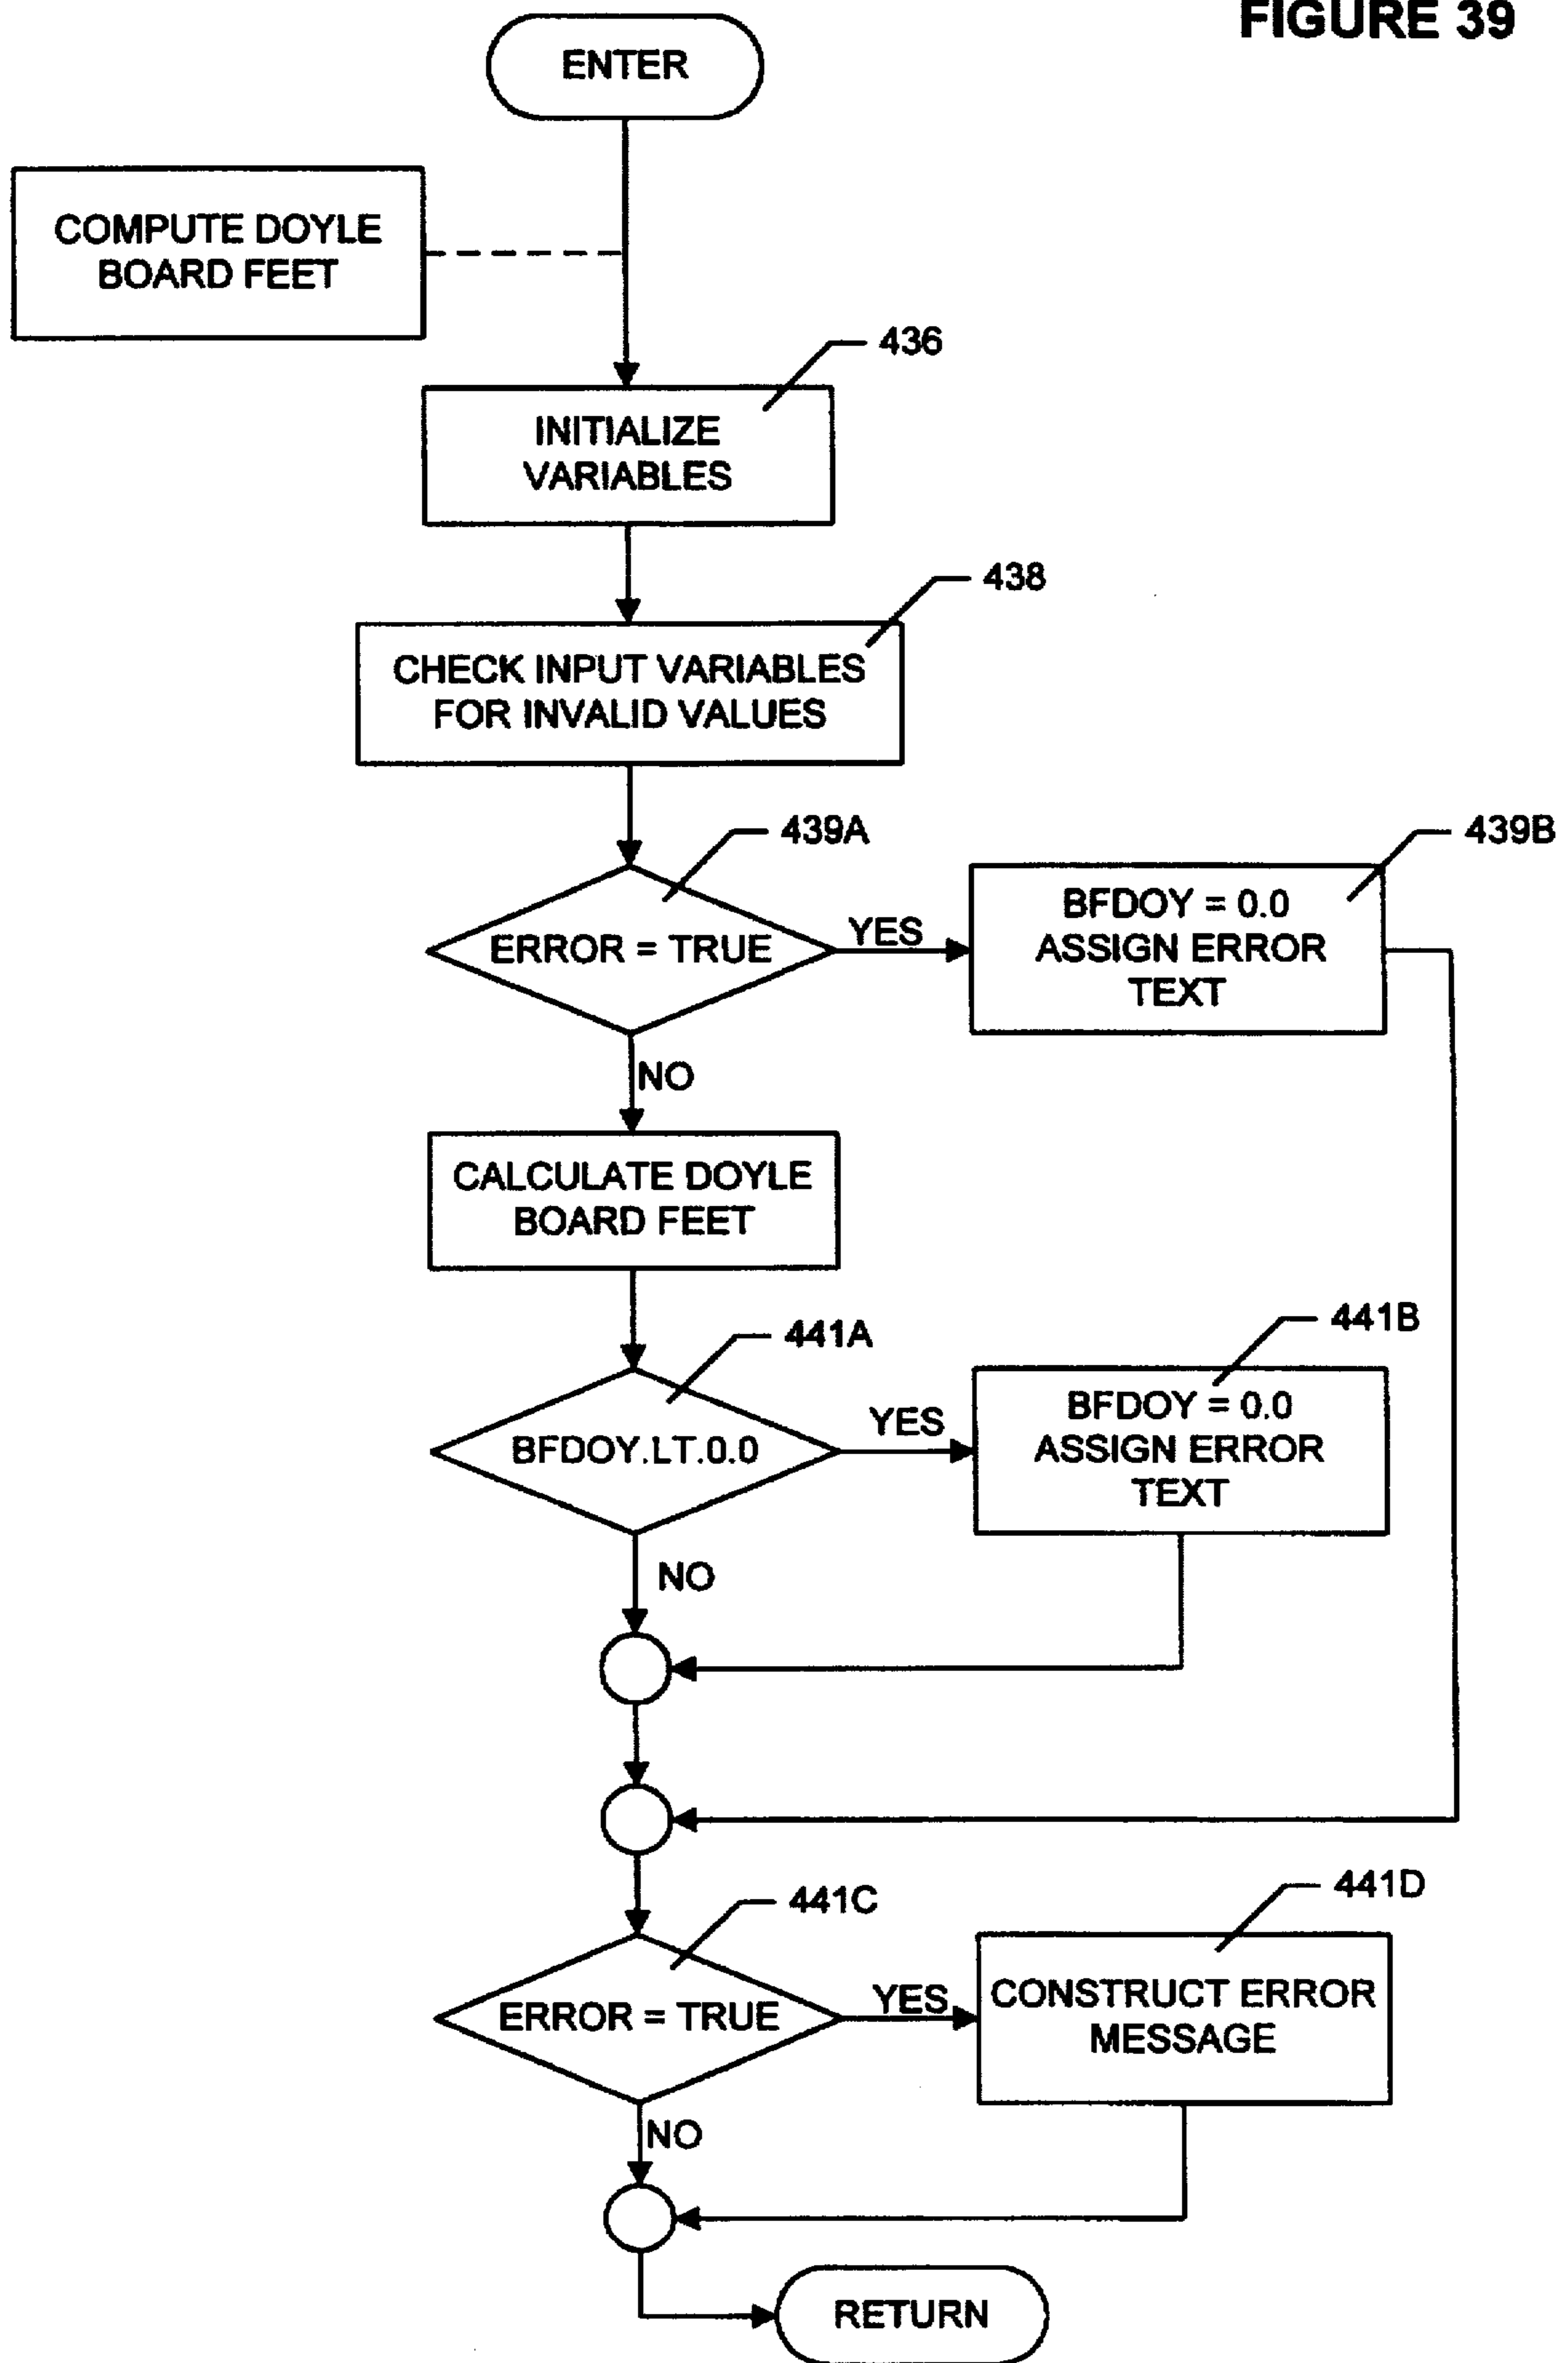 FIGURE 39
ENTER
COMPUTE DOYLE
BOARD FEET
436
INITIALIZE
VARIABLES
438
CHECK INPUT VARIABLES
FOR INVALID VALUES
439A
439B
ERROR = TRUE
YES
BFDOY = 0.0
ASSIGN ERROR
TEXT
NO
CALCULATE DOYLE
BOARD FEET
441A
441B
BFDOY.LT.0.0
YES
BFDOY = 0.0
ASSIGN ERROR
TEXT
NO
441C
441D
ERROR = TRUE
YES
CONSTRUCT ERROR
MESSAGE
NO
RETURN